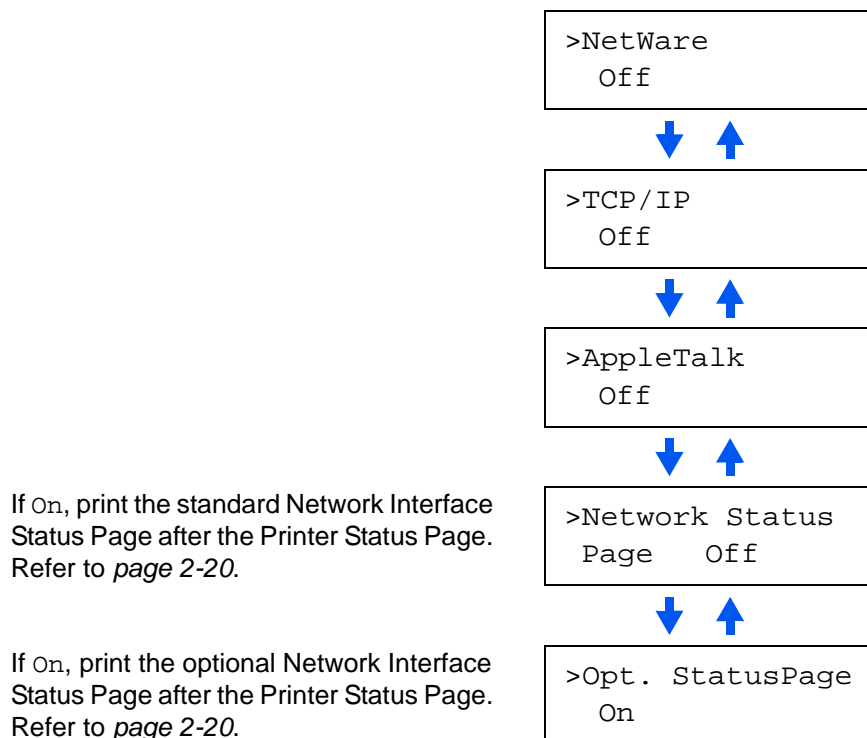 >NetWare
Off
>TCP/IP
Off
>AppleTalk
Off
If On, print the standard Network Interface
Status Page after the Printer Status Page.
Refer to page 2-20.
>Network Status
Page Off
If On, print the optional Network Interface
Status Page after the Printer Status Page.
Refer to page 2-20.
>Opt. StatusPage
On